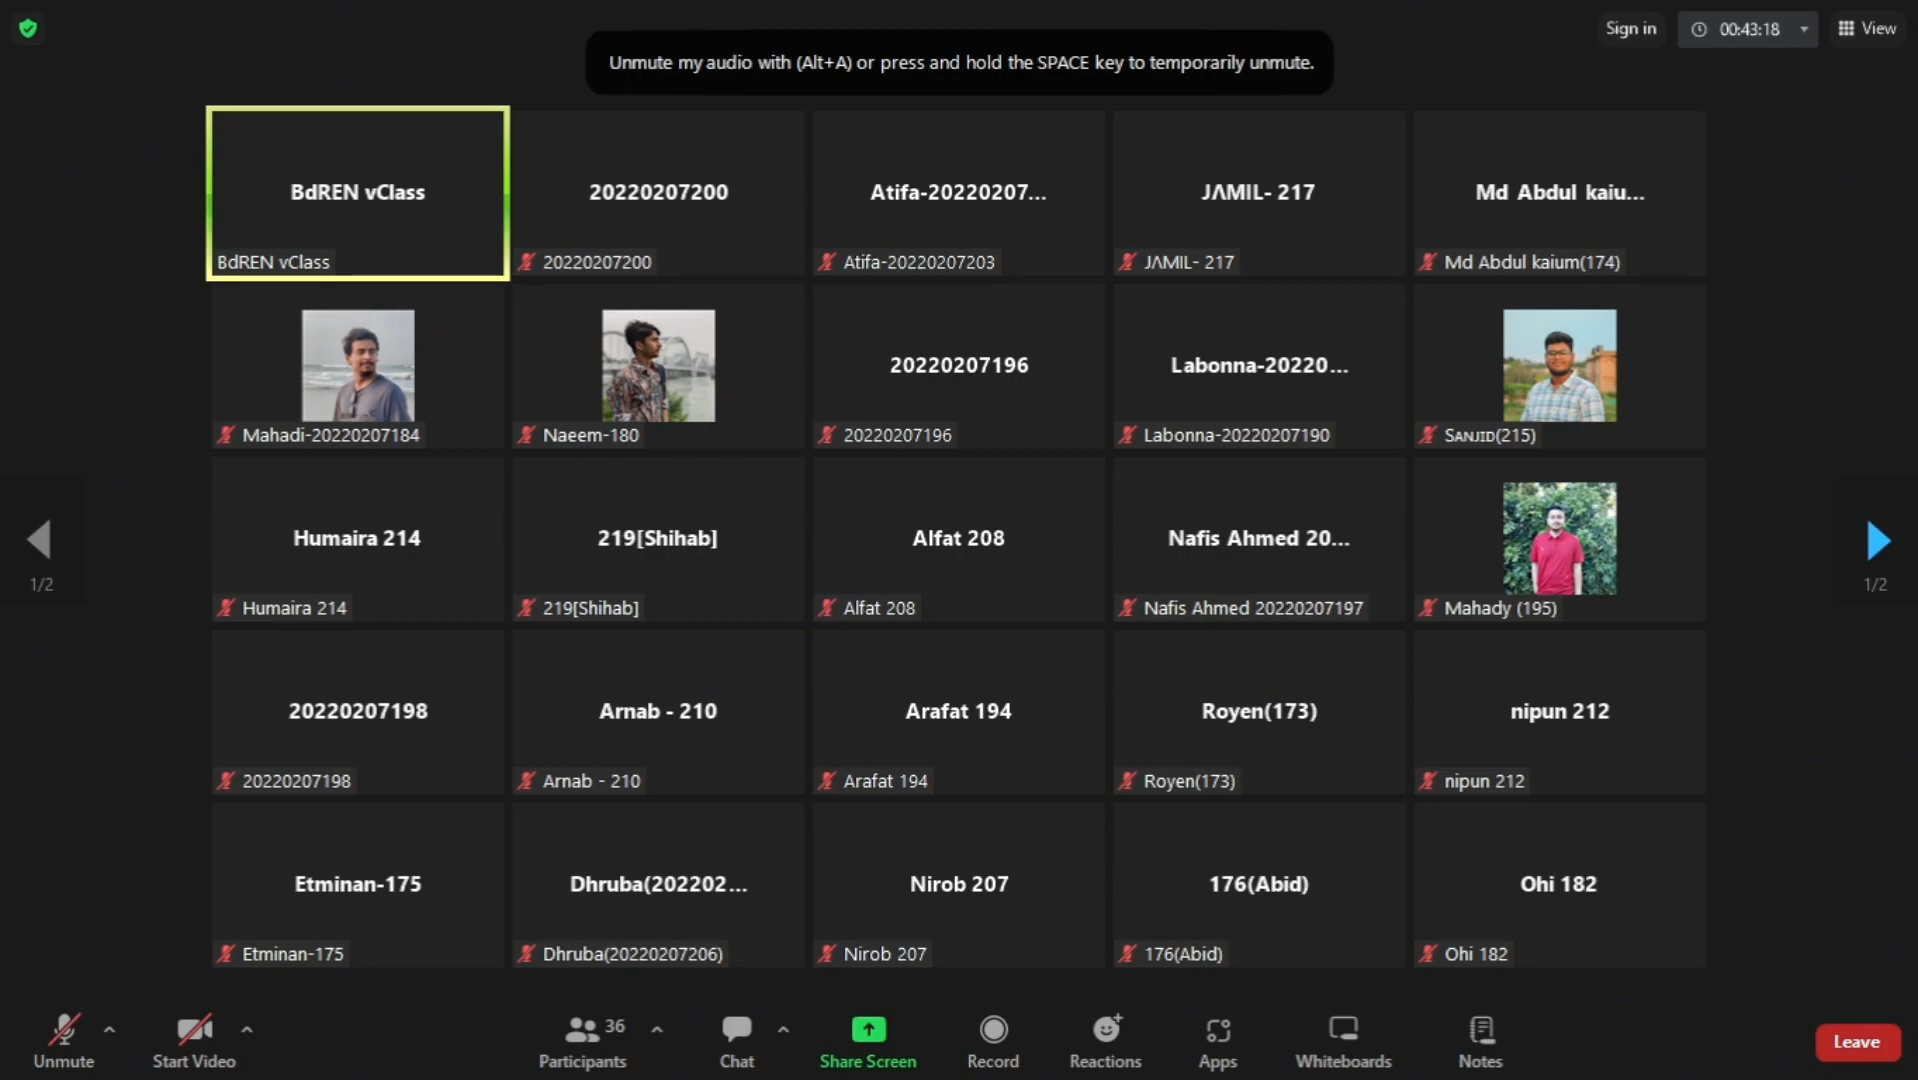 Sign in
00:43:18
View
Unmute my audio with (Alt+A) or press and hold the SPACE key to temporarily unmute.
BdREN vClass
20220207200
Atifa-20220207...
JΛMIL- 217
Md Abdul kaiu...
BdREN vClass
20220207200
Atifa-20220207203
JΛMIL- 217
Md Abdul kaium(174)
20220207196
Labonna-20220...
Mahadi-20220207184
Naeem-180
20220207196
Labonna-20220207190
Sᴀɴᴊɪᴅ(215)
Humaira 214
219[Shihab]
Alfat 208
Nafis Ahmed 20...
1/2
1/2
Humaira 214
219[Shihab]
Alfat 208
Nafis Ahmed 20220207197
Mahady (195)
20220207198
Arnab - 210
Arafat 194
Royen(173)
nipun 212
20220207198
Arnab - 210
Arafat 194
Royen(173)
nipun 212
Etminan-175
Dhruba(202202...
Nirob 207
176(Abid)
Ohi 182
Etminan-175
Dhruba(20220207206)
Nirob 207
176(Abid)
Ohi 182
36
Unmute
Start Video
Participants
Chat
Share Screen
Record
Reactions
Apps
Whiteboards
Notes
Leave